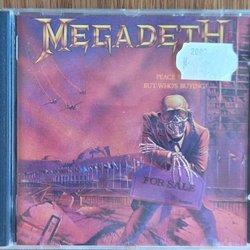 MEGADETH
PEACE
BUT WHO'S BUYING
FOR SALE